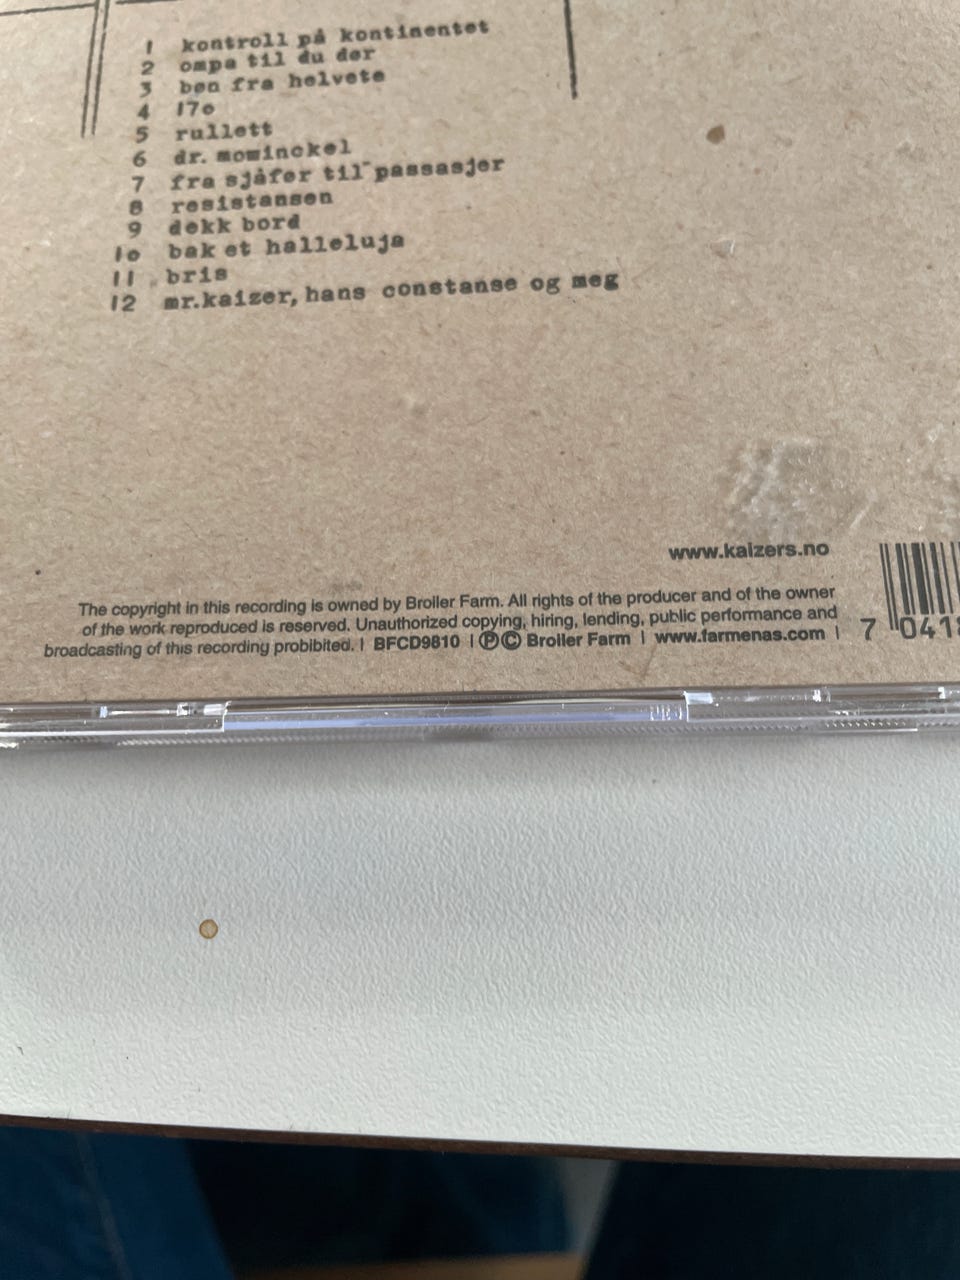 1 kontroll på kontinentet
2 ompa til du dør
3 bøn fra helvete
4 170
5 rullett
6 dr. mowinckel
7 fra sjåfør til passasjer
8 resistansen
9 dekk bord
10 bak et halleluja
11 bris
12 mr.kaizer, hans constanse og meg
www.kaizers.no
The copyright in this recording is owned by Broiler Farm. All rights of the producer and of the owner
of the work reproduced is reserved. Unauthorized copying, hiring, lending, public performance and
broadcasting of this recording probibited. | BFCD9810 | ℗© Broiler Farm | www.farmenas.com |
7 0418